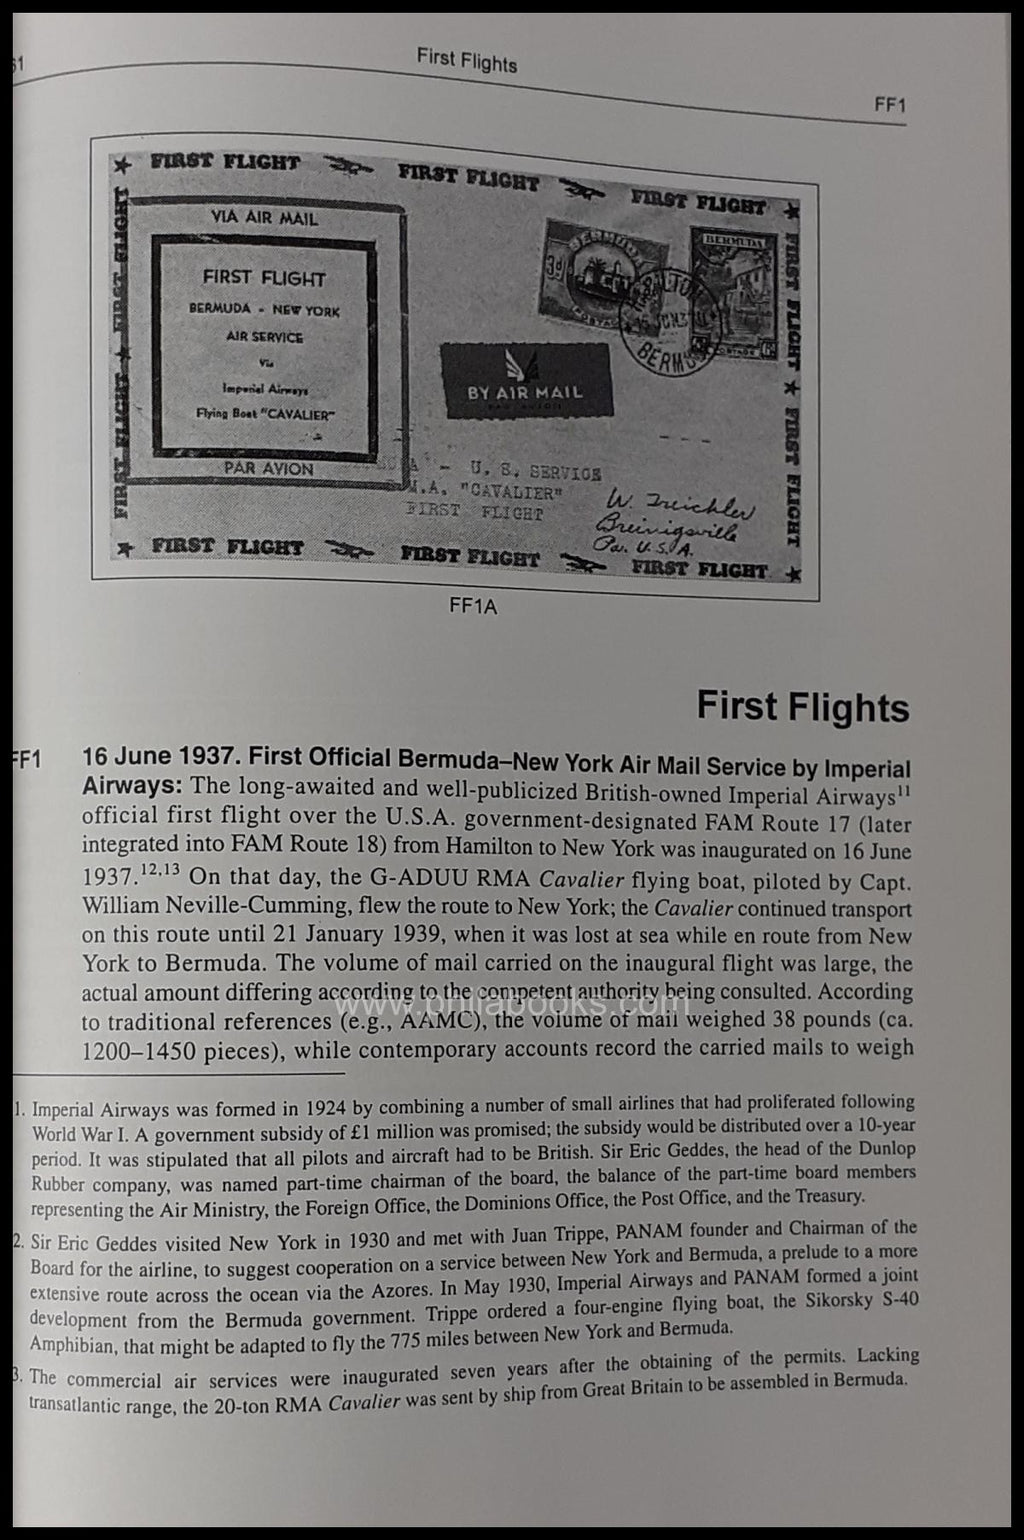 First Flights
FF1
FIRST FLIGHT FIRST FLIGHT FIRST FLIGHT
FIRST FLIGHT ★ FIRST FLIGHT
FIRST FLIGHT ★ FIRST FLIGHT
VIA AIR MAIL
FIRST FLIGHT
BERMUDA - NEW YORK
AIR SERVICE
Via
Imperial Airways
Flying Boat "CAVALIER"
PAR AVION
BERMUDA
3d
POSTAGE
BERMUDA
POSTAGE
BERMUDA
BY AIR MAIL
PAR AVION
- U. S. SERVICE
M.A. "CAVALIER"
FIRST FLIGHT
W. Treichler
Breinigsville
Pa. U.S.A.
FIRST FLIGHT FIRST FLIGHT FIRST FLIGHT
FF1A
First Flights
FF1 16 June 1937. First Official Bermuda–New York Air Mail Service by Imperial
Airways: The long-awaited and well-publicized British-owned Imperial Airways11
official first flight over the U.S.A. government-designated FAM Route 17 (later
integrated into FAM Route 18) from Hamilton to New York was inaugurated on 16 June
1937.12,13 On that day, the G-ADUU RMA Cavalier flying boat, piloted by Capt.
William Neville-Cumming, flew the route to New York; the Cavalier continued transport
on this route until 21 January 1939, when it was lost at sea while en route from New
York to Bermuda. The volume of mail carried on the inaugural flight was large, the
actual amount differing according to the competent authority being consulted. According
www.philabooks.com
to traditional references (e.g., AAMC), the volume of mail weighed 38 pounds (ca.
1200–1450 pieces), while contemporary accounts record the carried mails to weigh
1. Imperial Airways was formed in 1924 by combining a number of small airlines that had proliferated following
World War I. A government subsidy of £1 million was promised; the subsidy would be distributed over a 10-year
period. It was stipulated that all pilots and aircraft had to be British. Sir Eric Geddes, the head of the Dunlop
Rubber company, was named part-time chairman of the board, the balance of the part-time board members
representing the Air Ministry, the Foreign Office, the Dominions Office, the Post Office, and the Treasury.
2. Sir Eric Geddes visited New York in 1930 and met with Juan Trippe, PANAM founder and Chairman of the
Board for the airline, to suggest cooperation on a service between New York and Bermuda, a prelude to a more
extensive route across the ocean via the Azores. In May 1930, Imperial Airways and PANAM formed a joint
development from the Bermuda government. Trippe ordered a four-engine flying boat, the Sikorsky S-40
Amphibian, that might be adapted to fly the 775 miles between New York and Bermuda.
3. The commercial air services were inaugurated seven years after the obtaining of the permits. Lacking
transatlantic range, the 20-ton RMA Cavalier was sent by ship from Great Britain to be assembled in Bermuda.